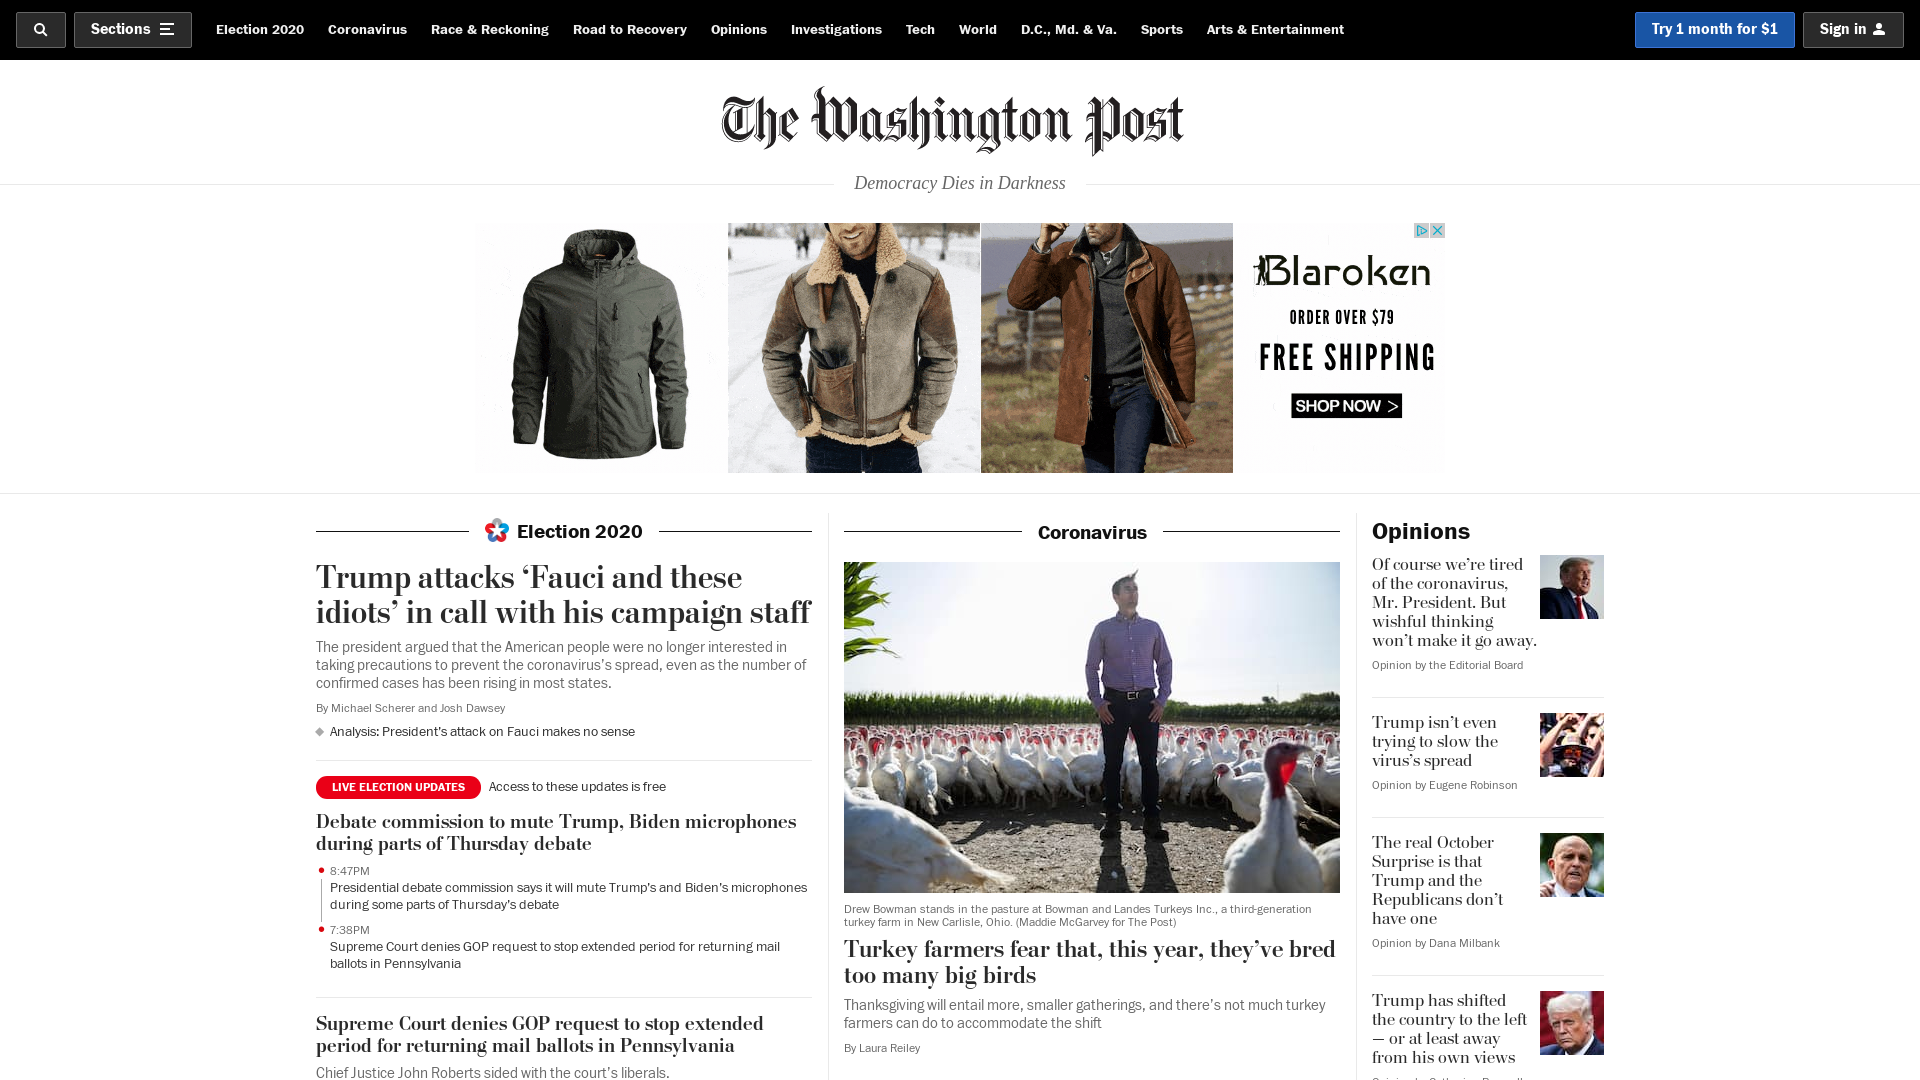 Sections
Election 2020
Coronavirus
Race & Reckoning
Road to Recovery
Opinions
Investigations
Tech
World
D.C., Md. & Va.
Sports
Arts & Entertainment
Try 1 month for $1
Sign in
The Washington Post
Democracy Dies in Darkness
Blaroken
ORDER OVER $79
FREE SHIPPING
SHOP NOW >
Election 2020
Trump attacks ‘Fauci and these
idiots’ in call with his campaign staff
The president argued that the American people were no longer interested in
taking precautions to prevent the coronavirus’s spread, even as the number of
confirmed cases has been rising in most states.
By Michael Scherer and Josh Dawsey
Analysis: President’s attack on Fauci makes no sense
LIVE ELECTION UPDATES Access to these updates is free
Debate commission to mute Trump, Biden microphones
during parts of Thursday debate
8:47PM
Presidential debate commission says it will mute Trump’s and Biden’s microphones
during some parts of Thursday’s debate
7:38PM
Supreme Court denies GOP request to stop extended period for returning mail
ballots in Pennsylvania
Supreme Court denies GOP request to stop extended
period for returning mail ballots in Pennsylvania
Chief Justice John Roberts sided with the court’s liberals.
Coronavirus
Drew Bowman stands in the pasture at Bowman and Landes Turkeys Inc., a third-generation
turkey farm in New Carlisle, Ohio. (Maddie McGarvey for The Post)
Turkey farmers fear that, this year, they’ve bred
too many big birds
Thanksgiving will entail more, smaller gatherings, and there’s not much turkey
farmers can do to accommodate the shift
By Laura Reiley
Opinions
Of course we’re tired
of the coronavirus,
Mr. President. But
wishful thinking
won’t make it go away.
Opinion by the Editorial Board
Trump isn’t even
trying to slow the
virus’s spread
Opinion by Eugene Robinson
The real October
Surprise is that
Trump and the
Republicans don’t
have one
Opinion by Dana Milbank
Trump has shifted
the country to the left
— or at least away
from his own views